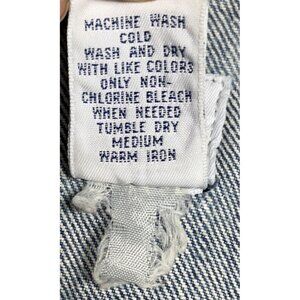 MACHINE WASH
COLD
WASH AND DRY
WITH LIKE COLORS
ONLY NON-
CHLORINE BLEACH
WHEN NEEDED
TUMBLE DRY
MEDIUM
WARM IRON